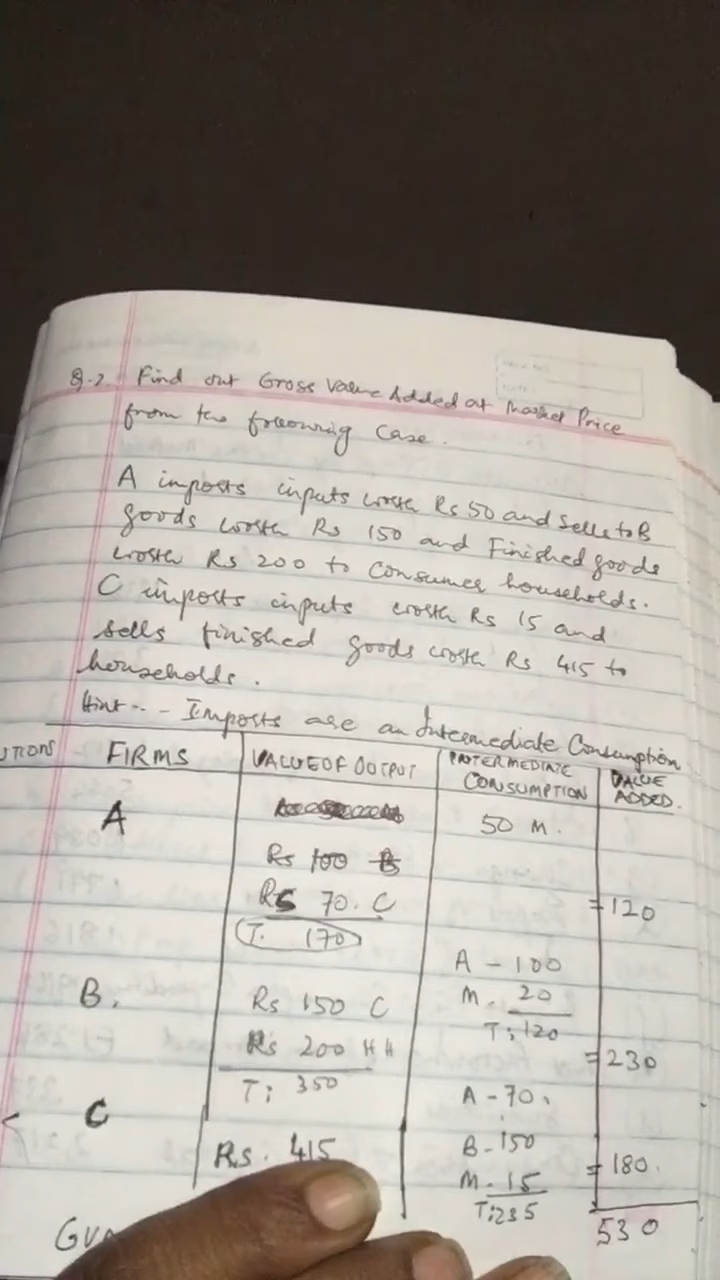 Q.2. Find out Gross Value Added at Market Price
from the following Case.
A imports inputs worth Rs 50 and sells to B
goods worth Rs 150 and Finished goods
worth Rs 200 to Consumer households.
C imports inputs worth Rs 15 and
sells finished goods worth Rs 415 to
households.
Hint-- - Imports are an Intermediate Consumption
FIRMS VALUE OF OUTPUT INTERMEDIATE CONSUMPTION VALUE ADDED.
A 50 M.
Rs 100 B
Rs 70. C = 120
T. 170
A - 100
B. Rs 150 C M. 20
T: 120
Rs 200 HH = 230
T: 350
A - 70.
C
B - 150
Rs. 415 M - 15 = 180.
T: 235
530